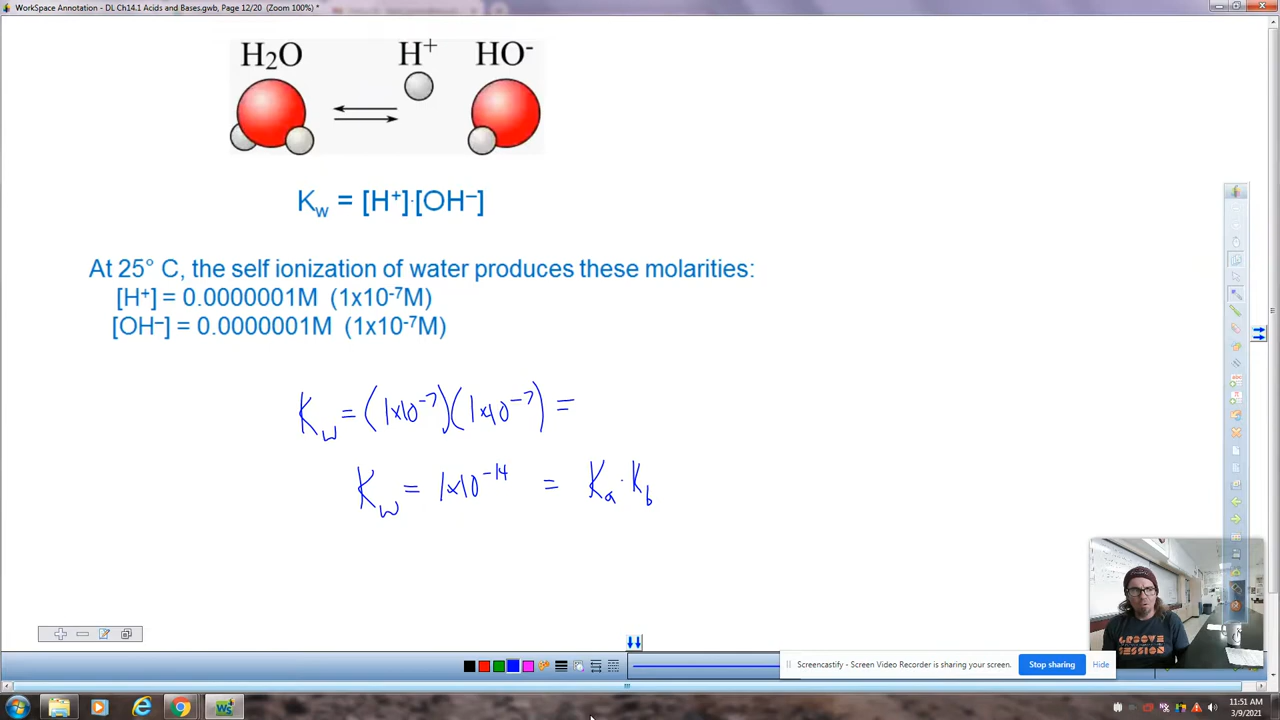 WorkSpace Annotation - DL Ch14.1 Acids and Bases.gwb, Page 12/20 (Zoom 100%) *
H₂O H⁺ HO⁻
Kw = [H⁺]·[OH⁻]
At 25° C, the self ionization of water produces these molarities:
[H⁺] = 0.0000001M (1x10⁻⁷M)
[OH⁻] = 0.0000001M (1x10⁻⁷M)
Kw = (1x10⁻⁷)(1x10⁻⁷) =
Kw = 1x10⁻¹⁴ = Ka · Kb
GROOVE
SESSION
Screencastify - Screen Video Recorder is sharing your screen. Stop sharing Hide
11:51 AM
3/9/2021